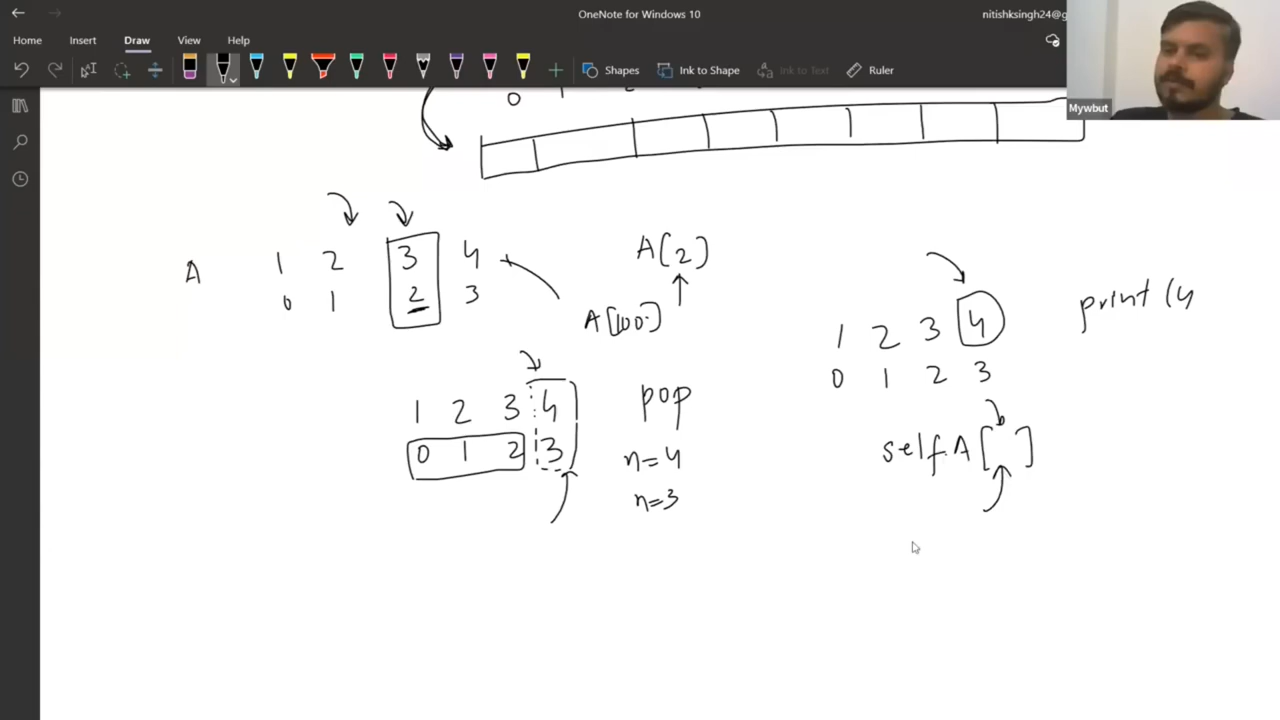 OneNote for Windows 10
nitishksingh24@g
Home Insert Draw View Help
Shapes Ink to Shape Ink to Text Ruler
Mywbut
0
A 1 2 3 4
0 1 2 3
A[2]
A[100]
1 2 3 4
0 1 2 3
print (4
1 2 3 4
0 1 2 3
pop
n=4
n=3
self.A[ ]